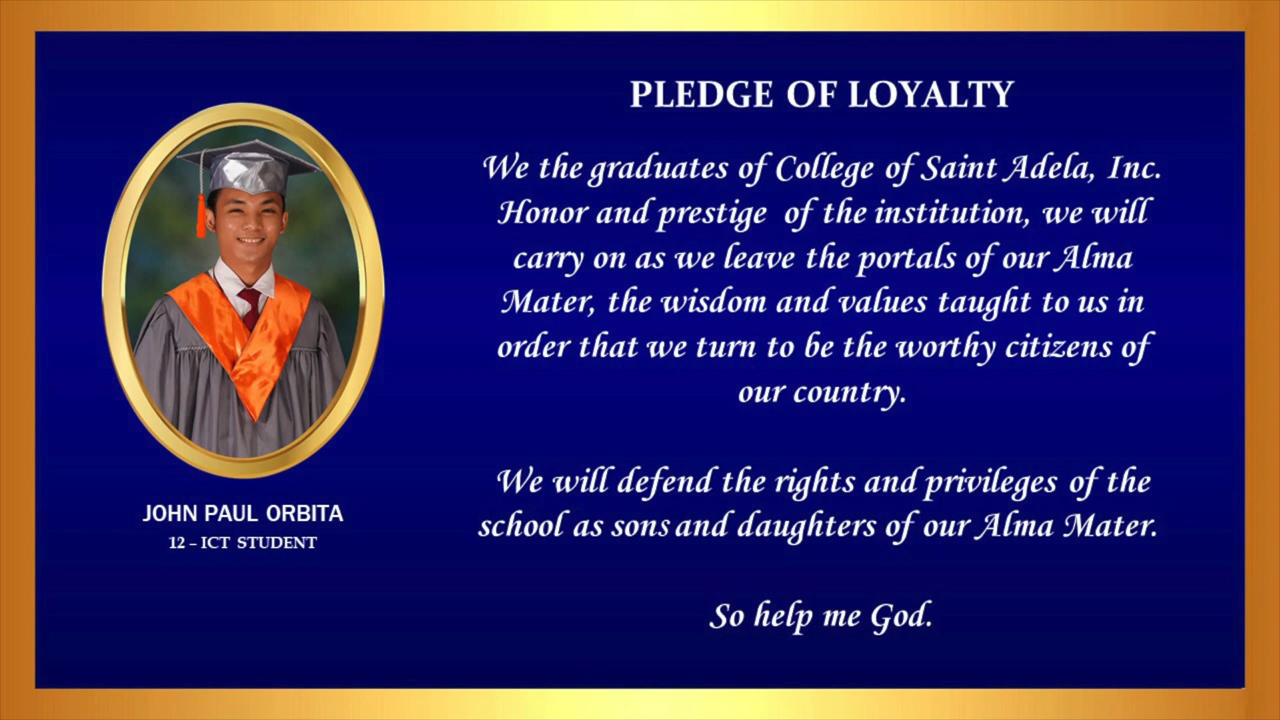 PLEDGE OF LOYALTY
We the graduates of College of Saint Adela, Inc.
Honor and prestige of the institution, we will
carry on as we leave the portals of our Alma
Mater, the wisdom and values taught to us in
order that we turn to be the worthy citizens of
our country.
We will defend the rights and privileges of the
school as sons and daughters of our Alma Mater.
So help me God.
JOHN PAUL ORBITA
12 – ICT STUDENT